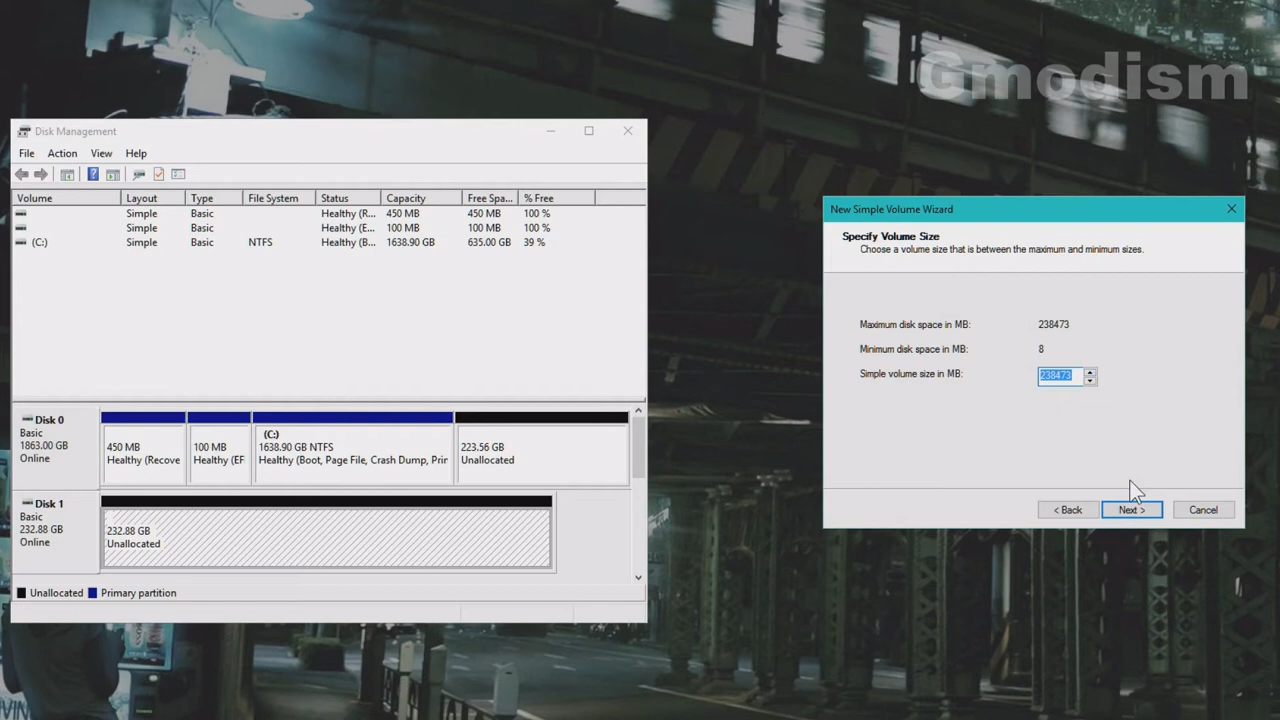 Gmodism
Disk Management
File Action View Help
Volume Layout Type File System Status Capacity Free Spa... % Free
Simple Basic Healthy (R... 450 MB 450 MB 100 %
Simple Basic Healthy (E... 100 MB 100 MB 100 %
(C:) Simple Basic NTFS Healthy (B... 1638.90 GB 635.00 GB 39 %
Disk 0
Basic
1863.00 GB
Online
450 MB
Healthy (Recove
100 MB
Healthy (EF
(C:)
1638.90 GB NTFS
Healthy (Boot, Page File, Crash Dump, Prir
223.56 GB
Unallocated
Disk 1
Basic
232.88 GB
Online
232.88 GB
Unallocated
Unallocated Primary partition
New Simple Volume Wizard
Specify Volume Size
Choose a volume size that is between the maximum and minimum sizes.
Maximum disk space in MB: 238473
Minimum disk space in MB: 8
Simple volume size in MB: 238473
< Back Next > Cancel